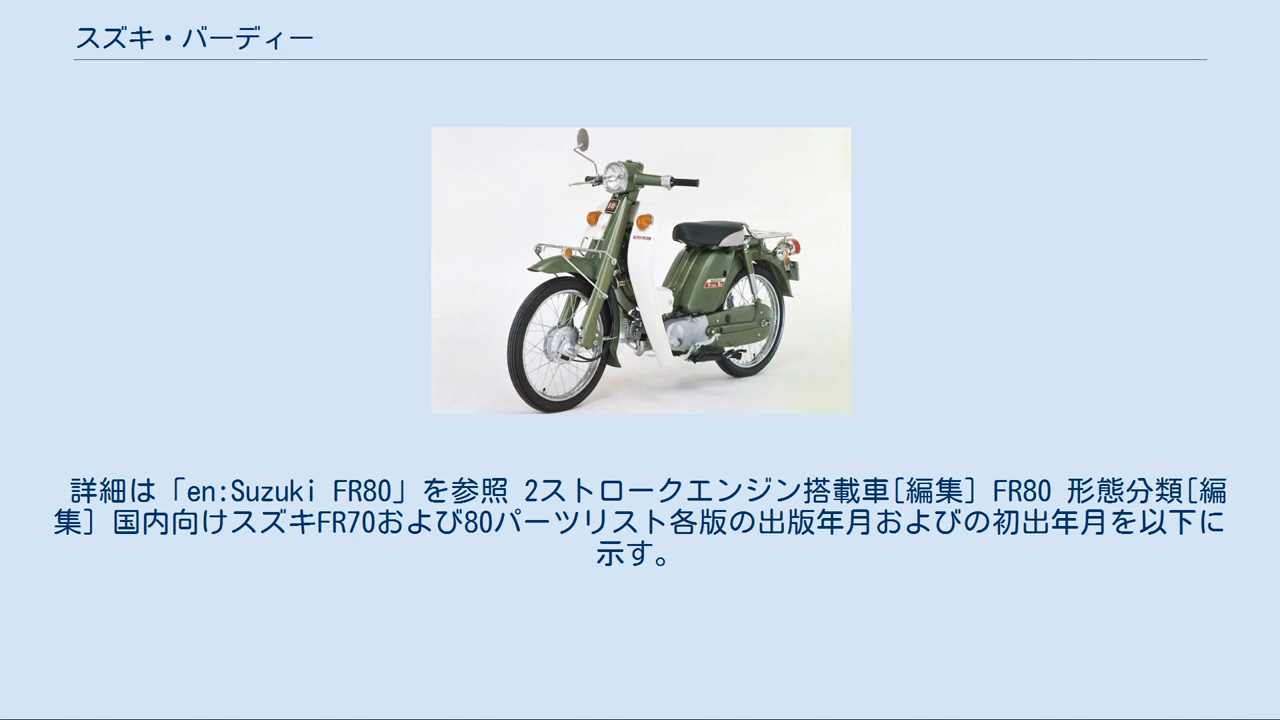 スズキ・バーディー
詳細は「en:Suzuki FR80」を参照 2ストロークエンジン搭載車[編集] FR80 形態分類[編
集] 国内向けスズキFR70および80パーツリスト各版の出版年月およびの初出年月を以下に
示す。